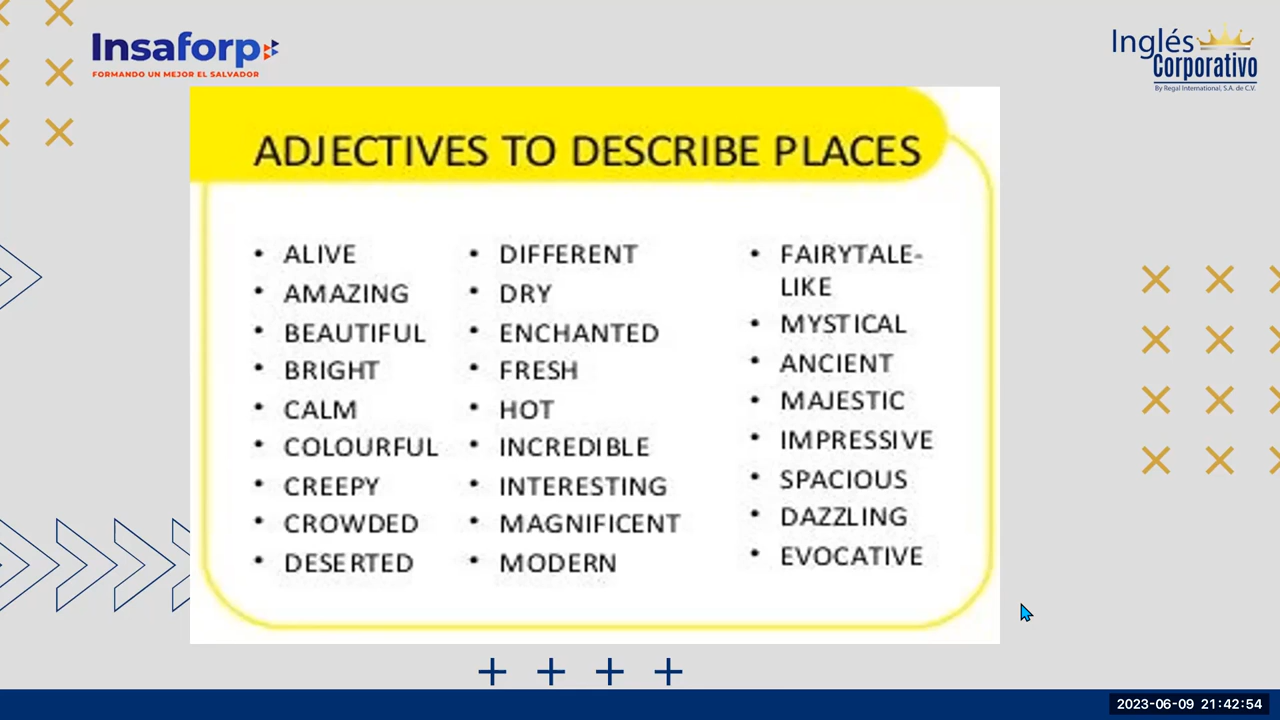 Insaforp
FORMANDO UN MEJOR EL SALVADOR
Inglés
Corporativo
By Regal International, S.A. de C.V.
ADJECTIVES TO DESCRIBE PLACES
• ALIVE
• AMAZING
• BEAUTIFUL
• BRIGHT
• CALM
• COLOURFUL
• CREEPY
• CROWDED
• DESERTED
• DIFFERENT
• DRY
• ENCHANTED
• FRESH
• HOT
• INCREDIBLE
• INTERESTING
• MAGNIFICENT
• MODERN
• FAIRYTALE-
LIKE
• MYSTICAL
• ANCIENT
• MAJESTIC
• IMPRESSIVE
• SPACIOUS
• DAZZLING
• EVOCATIVE
2023-06-09 21:42:54